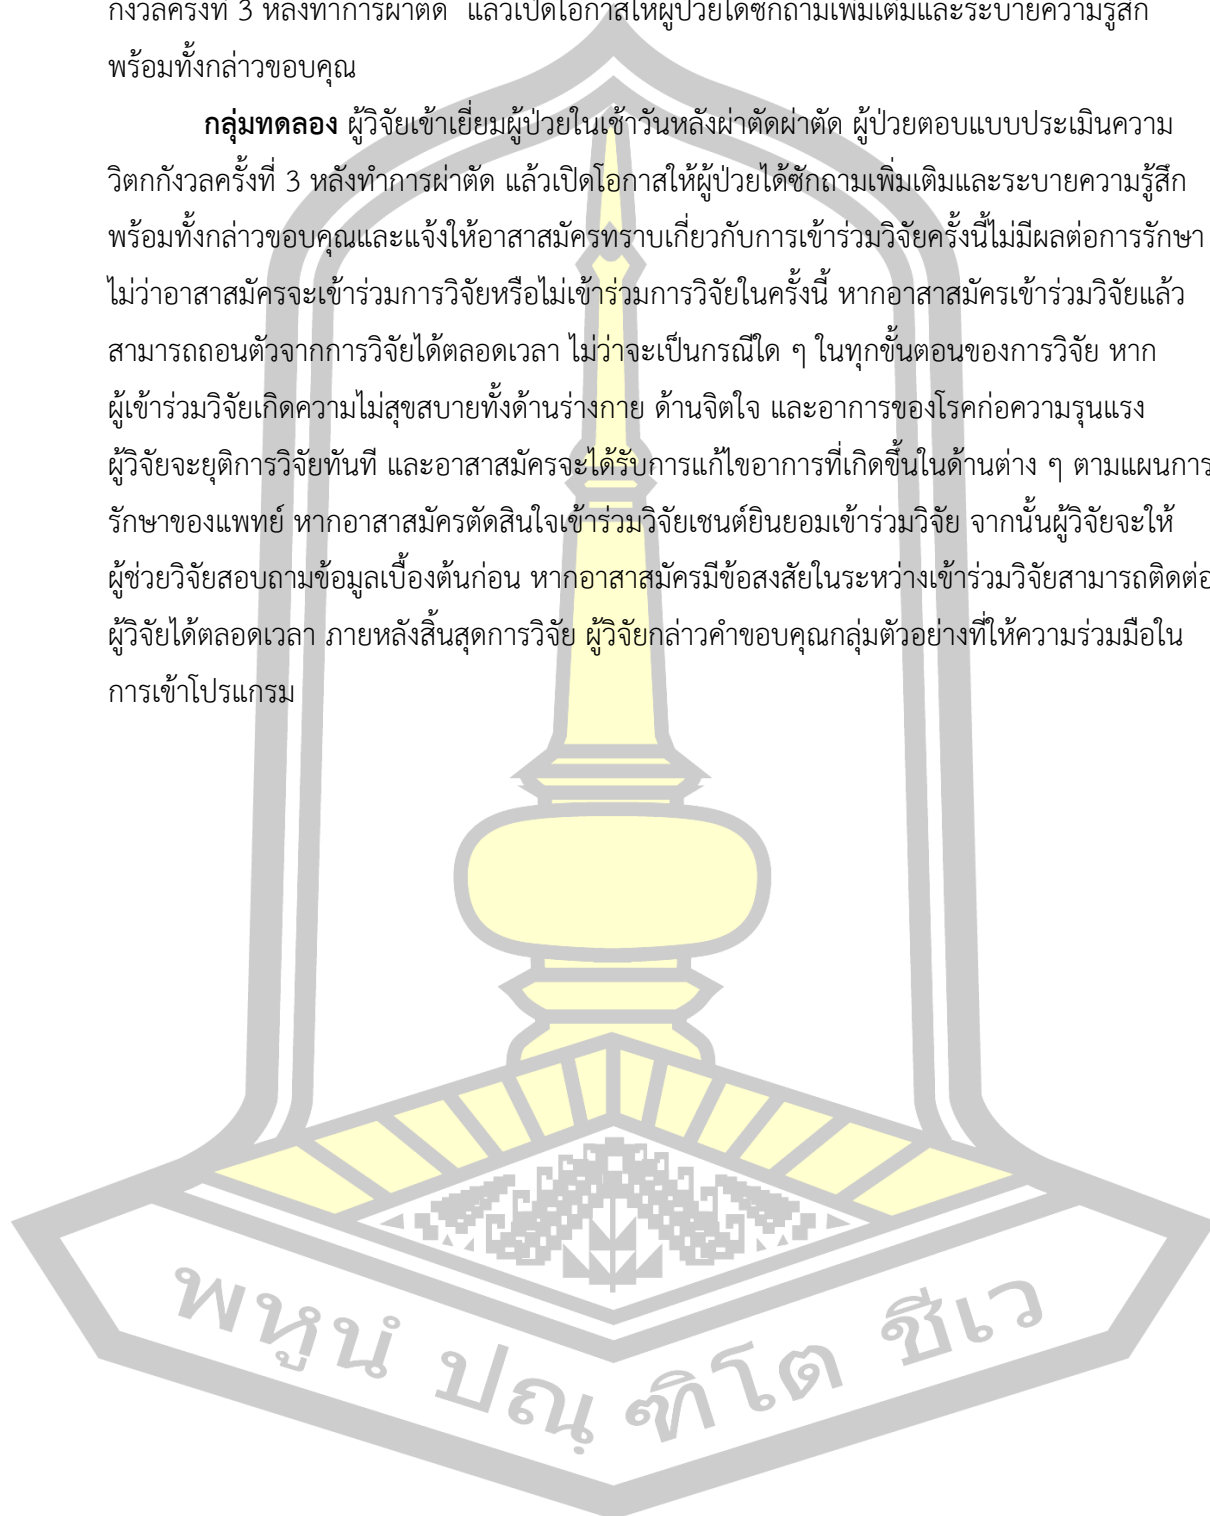 กังวลครั้งที่ 3 หลังทำการผ่าตัด แล้วเปิดโอกาสให้ผู้ป่วยได้ซักถามเพิ่มเติมและระบายความรู้สึก
พร้อมทั้งกล่าวขอบคุณ
กลุ่มทดลอง ผู้วิจัยเข้าเยี่ยมผู้ป่วยในเช้าวันหลังผ่าตัดผ่าตัด ผู้ป่วยตอบแบบประเมินความ
วิตกกังวลครั้งที่ 3 หลังทำการผ่าตัด แล้วเปิดโอกาสให้ผู้ป่วยได้ซักถามเพิ่มเติมและระบายความรู้สึก
พร้อมทั้งกล่าวขอบคุณและแจ้งให้อาสาสมัครทราบเกี่ยวกับการเข้าร่วมวิจัยครั้งนี้ไม่มีผลต่อการรักษา
ไม่ว่าอาสาสมัครจะเข้าร่วมการวิจัยหรือไม่เข้าร่วมการวิจัยในครั้งนี้ หากอาสาสมัครเข้าร่วมวิจัยแล้ว
สามารถถอนตัวจากการวิจัยได้ตลอดเวลา ไม่ว่าจะเป็นกรณีใด ๆ ในทุกขั้นตอนของการวิจัย หาก
ผู้เข้าร่วมวิจัยเกิดความไม่สุขสบายทั้งด้านร่างกาย ด้านจิตใจ และอาการของโรคก่อความรุนแรง
ผู้วิจัยจะยุติการวิจัยทันที และอาสาสมัครจะได้รับการแก้ไขอาการที่เกิดขึ้นในด้านต่าง ๆ ตามแผนการ
รักษาของแพทย์ หากอาสาสมัครตัดสินใจเข้าร่วมวิจัยเซนต์ยินยอมเข้าร่วมวิจัย จากนั้นผู้วิจัยจะให้
ผู้ช่วยวิจัยสอบถามข้อมูลเบื้องต้นก่อน หากอาสาสมัครมีข้อสงสัยในระหว่างเข้าร่วมวิจัยสามารถติดต่อ
ผู้วิจัยได้ตลอดเวลา ภายหลังสิ้นสุดการวิจัย ผู้วิจัยกล่าวคำขอบคุณกลุ่มตัวอย่างที่ให้ความร่วมมือใน
การเข้าโปรแกรม
พหูนํ ปณฺฑิโต ชีเว